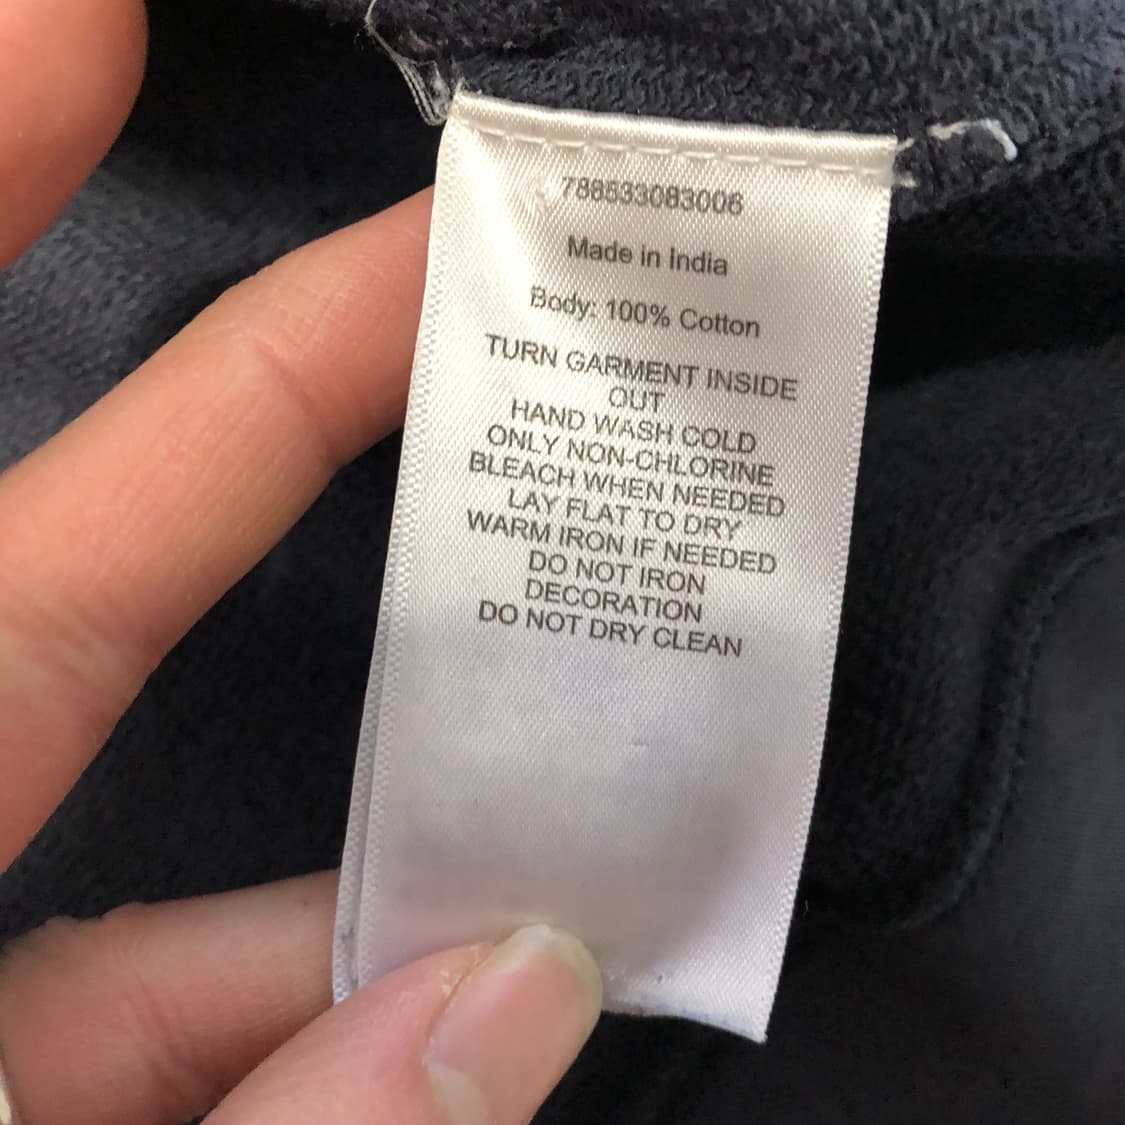 788533083006
Made in India
Body: 100% Cotton
TURN GARMENT INSIDE
OUT
HAND WASH COLD
ONLY NON-CHLORINE
BLEACH WHEN NEEDED
LAY FLAT TO DRY
WARM IRON IF NEEDED
DO NOT IRON
DECORATION
DO NOT DRY CLEAN